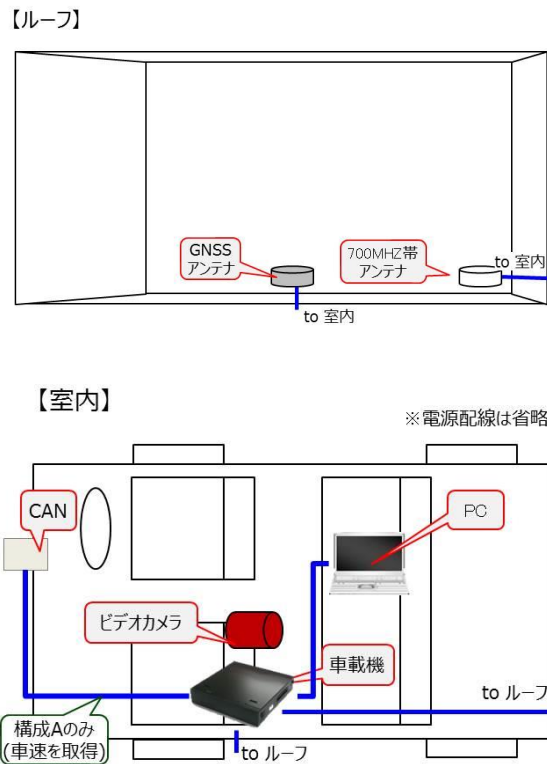 【ルーフ】
GNSS
アンテナ
700MHZ帯
アンテナ
to 室内
to 室内
【室内】
※電源配線は省略
CAN
PC
ビデオカメラ
車載機
to ルーフ
構成Aのみ
(車速を取得)
to ルーフ